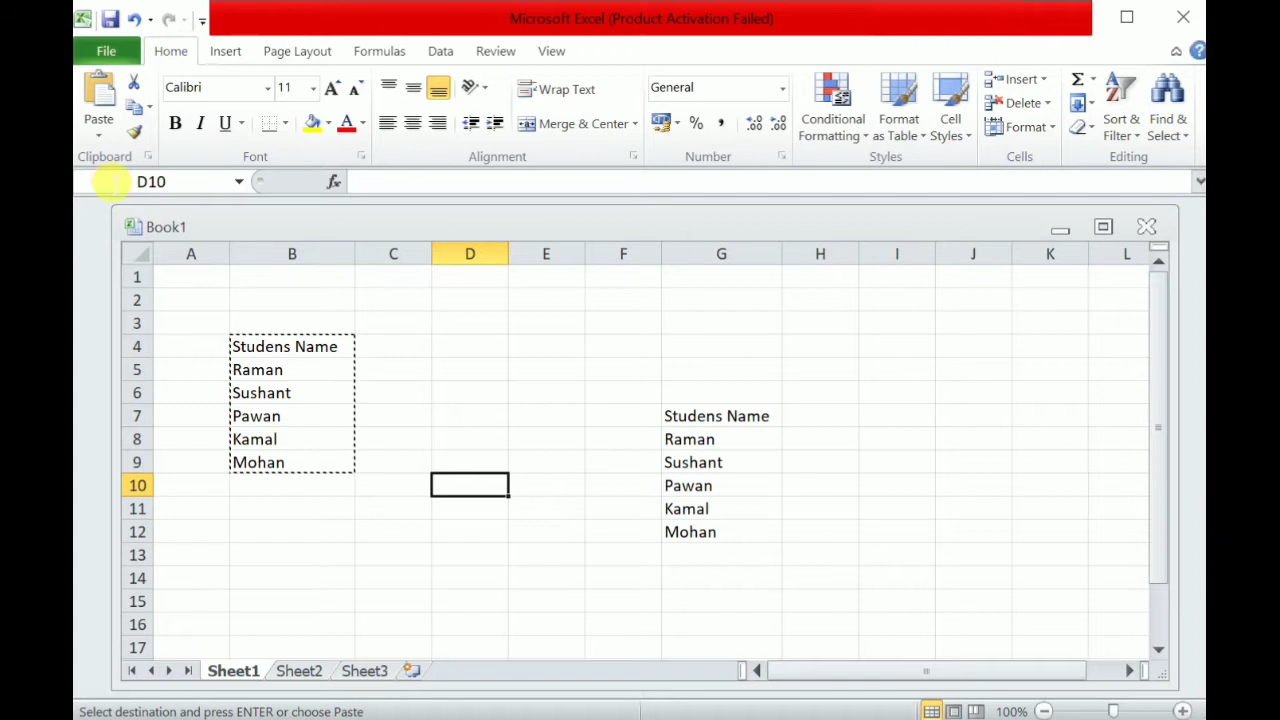 Microsoft Excel (Product Activation Failed)
File Home Insert Page Layout Formulas Data Review View
Calibri 11 Wrap Text General Insert
Paste B I U Merge & Center % , Conditional Formatting Format as Table Cell Styles Delete Format Sort & Filter Find & Select
Clipboard Font Alignment Number Styles Cells Editing
D10 fx
Book1
A B C D E F G H I J K L
1
2
3
4 Studens Name
5 Raman
6 Sushant
7 Pawan Studens Name
8 Kamal Raman
9 Mohan Sushant
10 Pawan
11 Kamal
12 Mohan
13
14
15
16
17
Sheet1 Sheet2 Sheet3
Select destination and press ENTER or choose Paste 100%